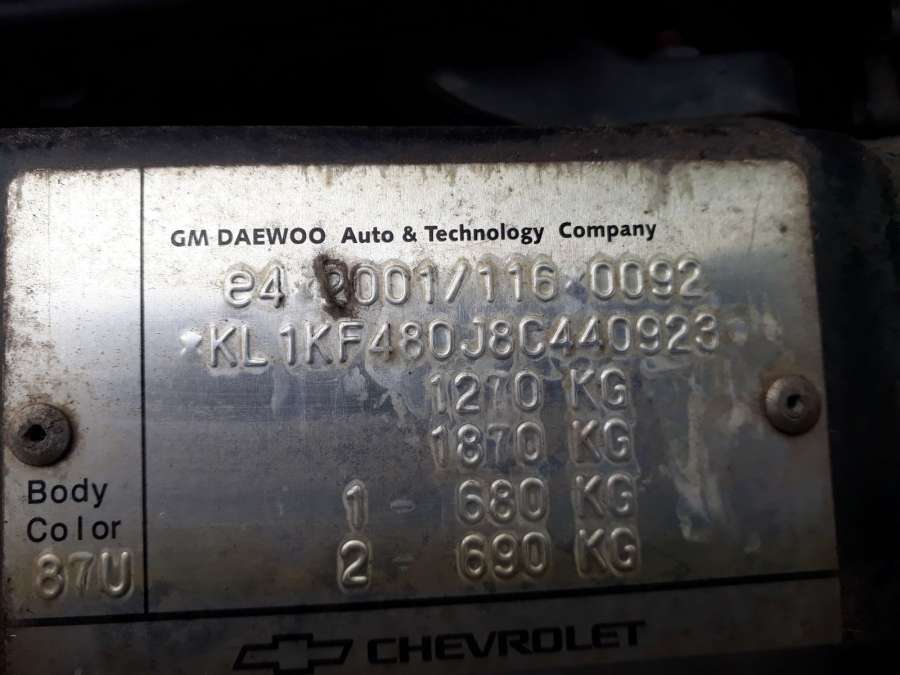 GM DAEWOO Auto & Technology Company
e4*2001/116*0092
*KL1KF480J8C440923*
1270 KG
1870 KG
1 - 680 KG
2 - 690 KG
Body
Color
87U
CHEVROLET